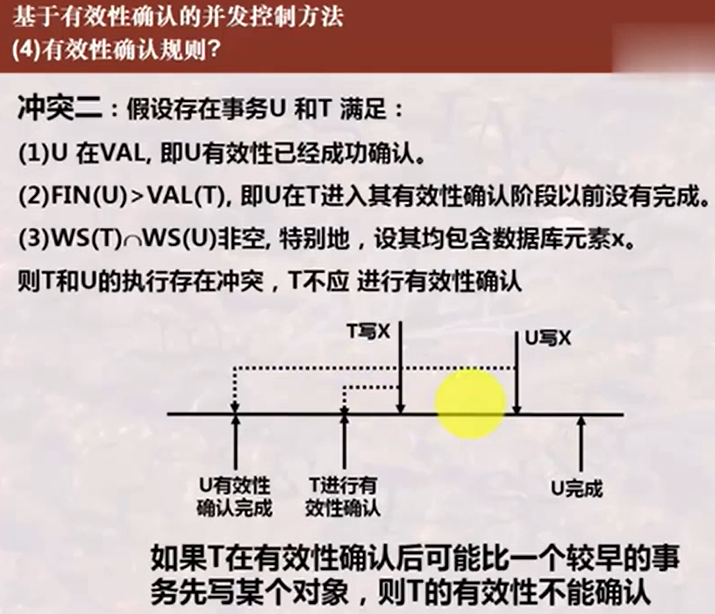 基于有效性确认的并发控制方法
(4)有效性确认规则?
冲突二：假设存在事务U 和T 满足：
(1)U 在VAL, 即U有效性已经成功确认。
(2)FIN(U)>VAL(T), 即U在T进入其有效性确认阶段以前没有完成。
(3)WS(T)∩WS(U)非空, 特别地，设其均包含数据库元素x。
则T和U的执行存在冲突，T不应 进行有效性确认
T写X
U写X
U有效性
确认完成
T进行有
效性确认
U完成
如果T在有效性确认后可能比一个较早的事
务先写某个对象，则T的有效性不能确认